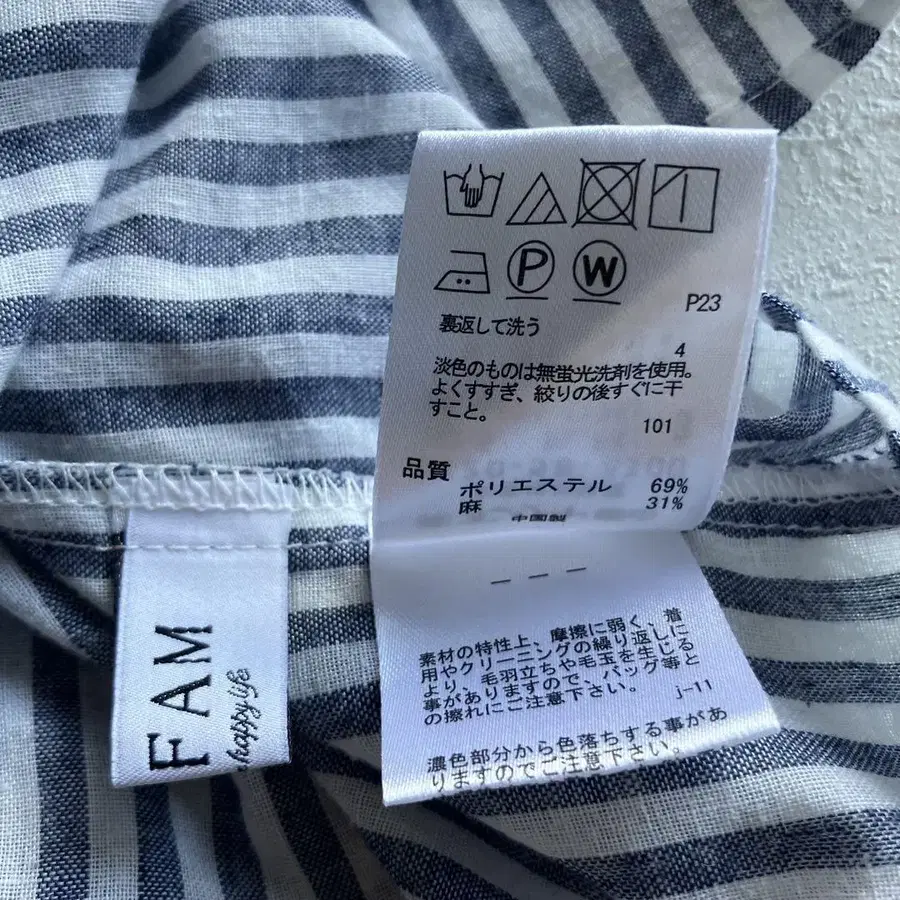 P
W
P23
裏返して洗う
4
淡色のものは無蛍光洗剤を使用。
よくすすぎ、絞りの後すぐに干
すこと。
101
品質
ポリエステル 69%
麻 31%
中国製
– – –
素材の特性上、摩擦に弱く、着
用やクリーニングの繰り返しに
より、毛羽立ちや毛玉を生じる
事がありますので、バッグ等と
の擦れにご注意下さい。
j-11
濃色部分から色落ちする事があ
りますのでご注意下さい。
FAM
happy life